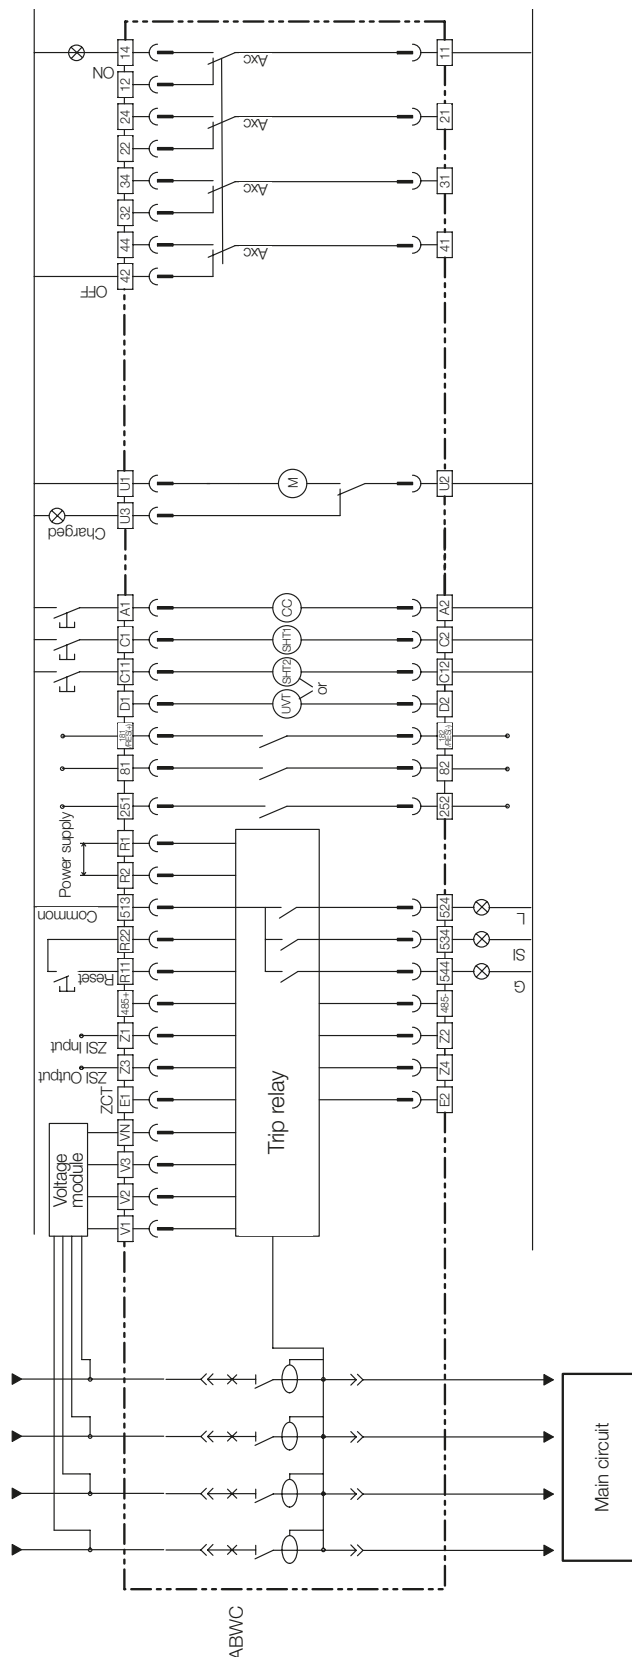 14
ON
12
24
22
34
32
44
42
OFF
Axc
Axc
Axc
Axc
11
21
31
41
U1
U3
Charged
M
U2
A1
C1
C11
D1
CC
SHT1
SHT2
UVT
or
A2
C2
C12
D2
81
251
82
252
Power supply
R1
R2
Common
513
R22
Reset
R11
485+
ZSI Input
Z1
ZSI Output
Z3
ZCT
E1
VN
V3
V2
V1
Voltage
module
Trip relay
524
534
544
485-
Z2
Z4
E2
L
SI
G
Main circuit
ABWC